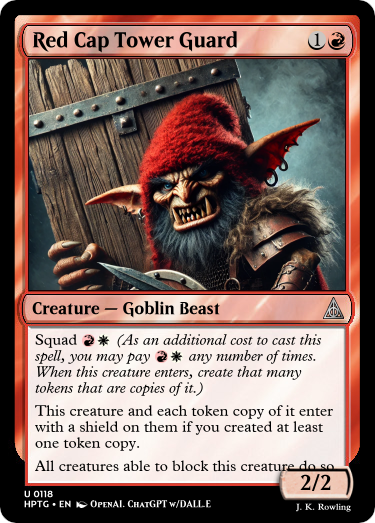 Red Cap Tower Guard 1
Creature — Goblin Beast
Squad (As an additional cost to cast this
spell, you may pay any number of times.
When this creature enters, create that many
tokens that are copies of it.)
This creature and each token copy of it enter
with a shield on them if you created at least
one token copy.
All creatures able to block this creature do so
2/2
U 0118
HPTG • EN OpenAI. ChatGPT w/DALL.E
J. K. Rowling